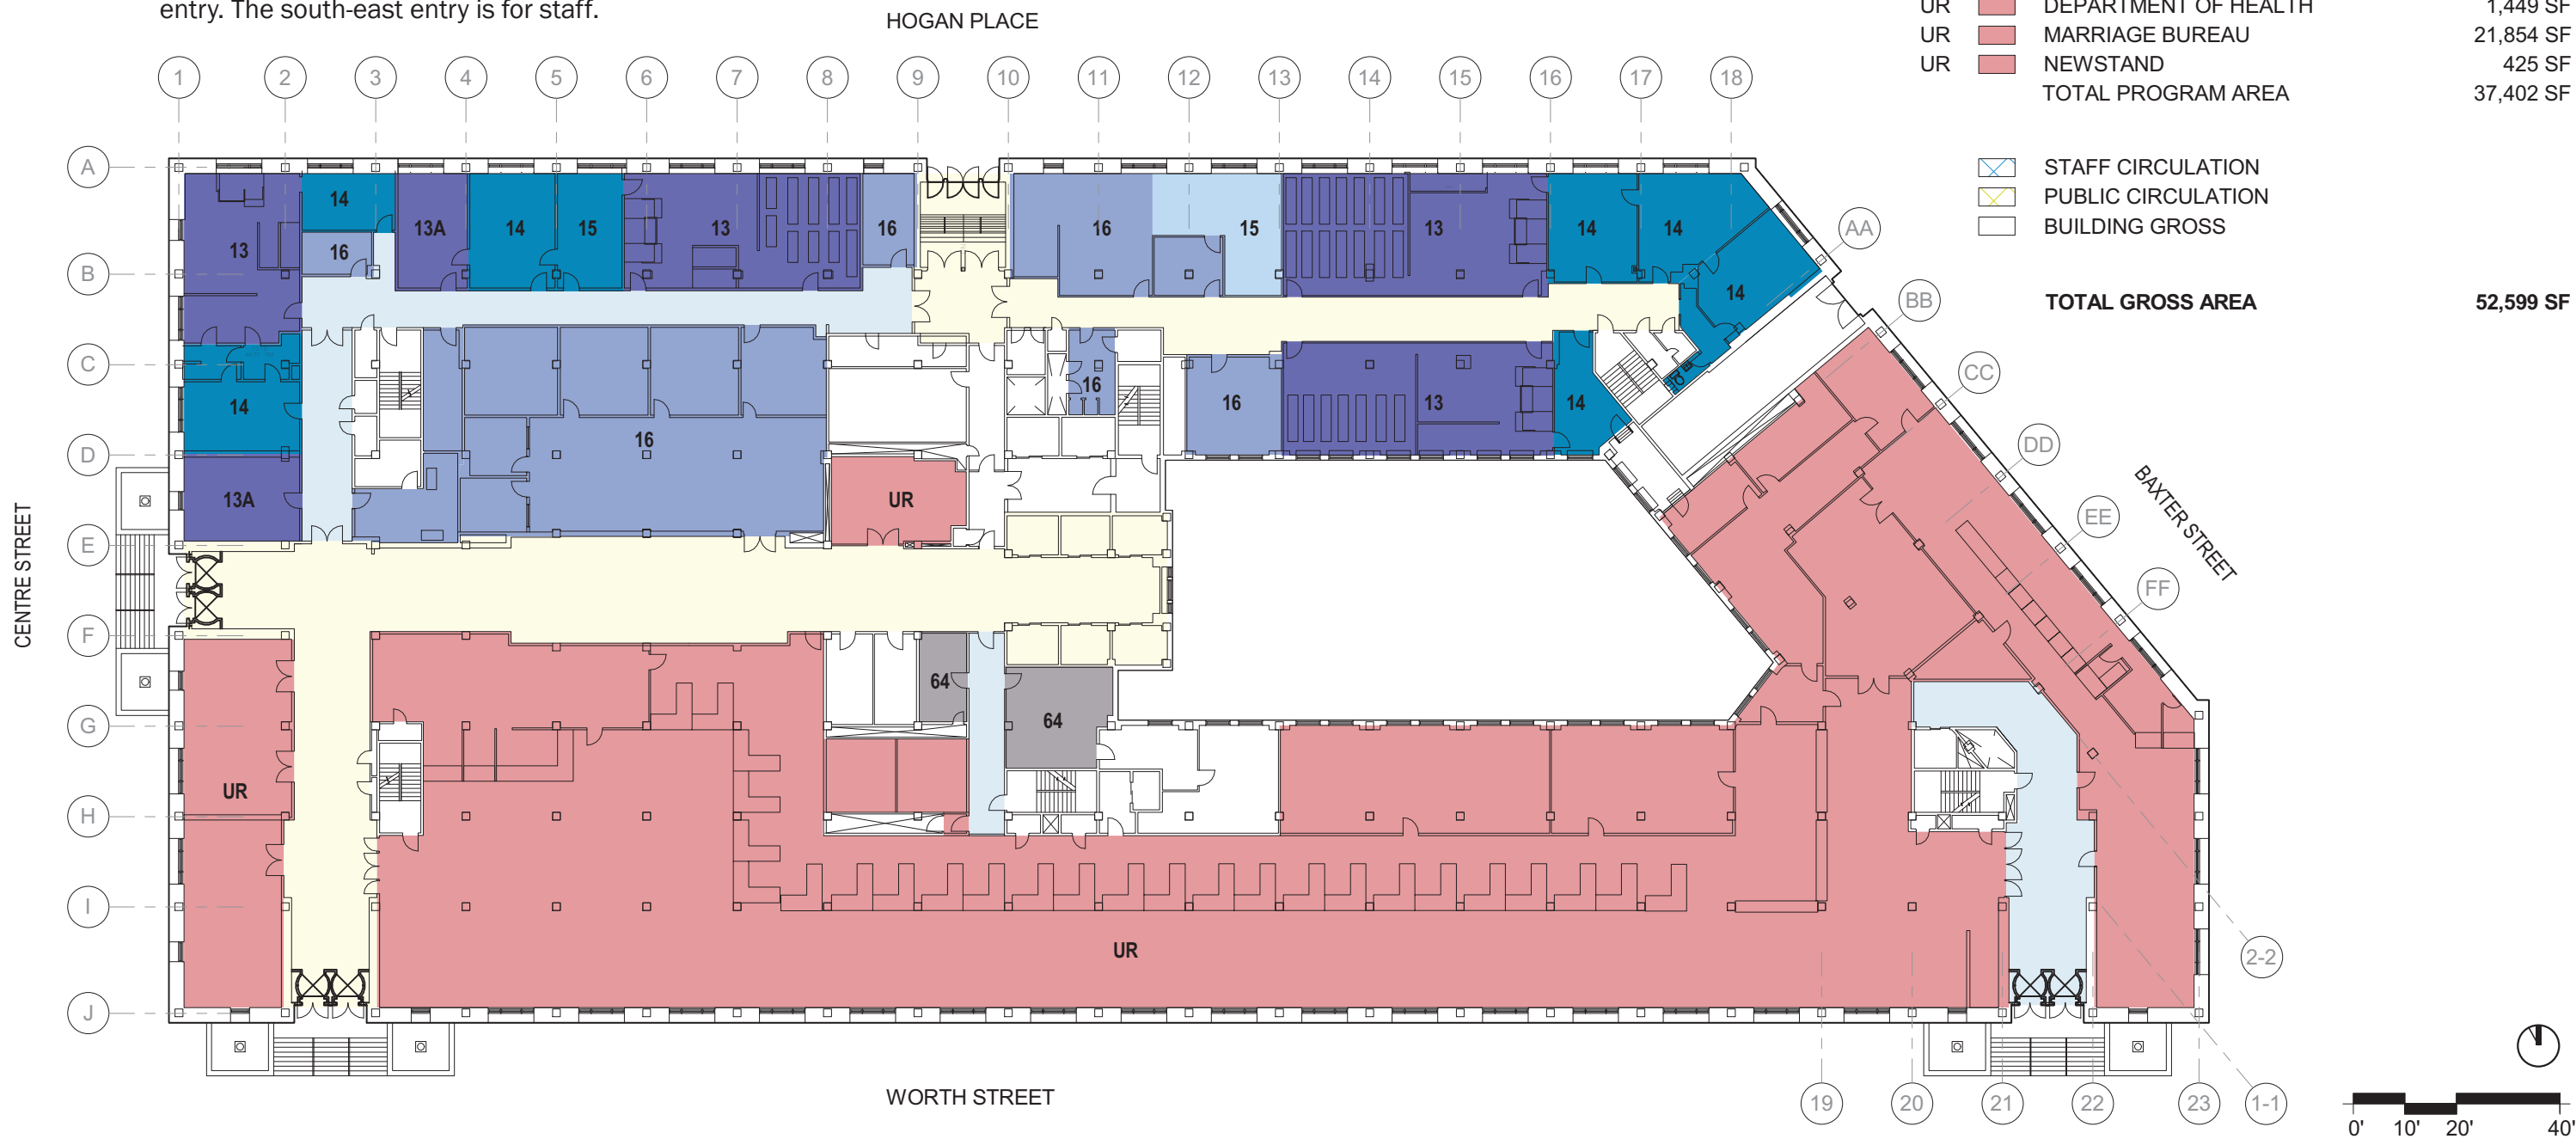 entry. The south-east entry is for staff.
HOGAN PLACE
UR DEPARTMENT OF HEALTH 1,449 SF
UR MARRIAGE BUREAU 21,854 SF
UR NEWSTAND 425 SF
TOTAL PROGRAM AREA 37,402 SF
STAFF CIRCULATION
PUBLIC CIRCULATION
BUILDING GROSS
TOTAL GROSS AREA 52,599 SF
1 2 3 4 5 6 7 8 9 10 11 12 13 14 15 16 17 18
A
B
C
D
E
F
G
H
I
J
AA
BB
CC
DD
EE
FF
2-2
1-1
14
13A 14 15 13 16 16 15 13 14 14
13 16
14
14 16 16 13 14
16
13A UR
64
64
UR
UR
CENTRE STREET
BAXTER STREET
WORTH STREET
19 20 21 22 23
0' 10' 20' 40'